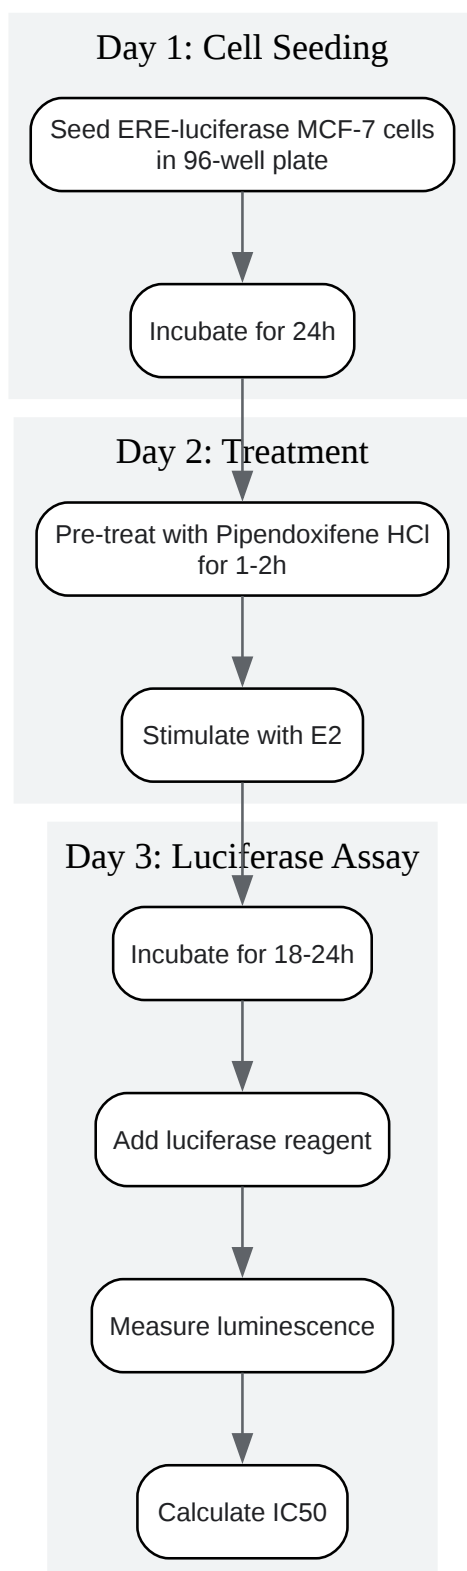 Day 1: Cell Seeding
Seed ERE-luciferase MCF-7 cells
in 96-well plate
Incubate for 24h
Day 2: Treatment
Pre-treat with Pipendoxifene HCl
for 1-2h
Stimulate with E2
Day 3: Luciferase Assay
Incubate for 18-24h
Add luciferase reagent
Measure luminescence
Calculate IC50